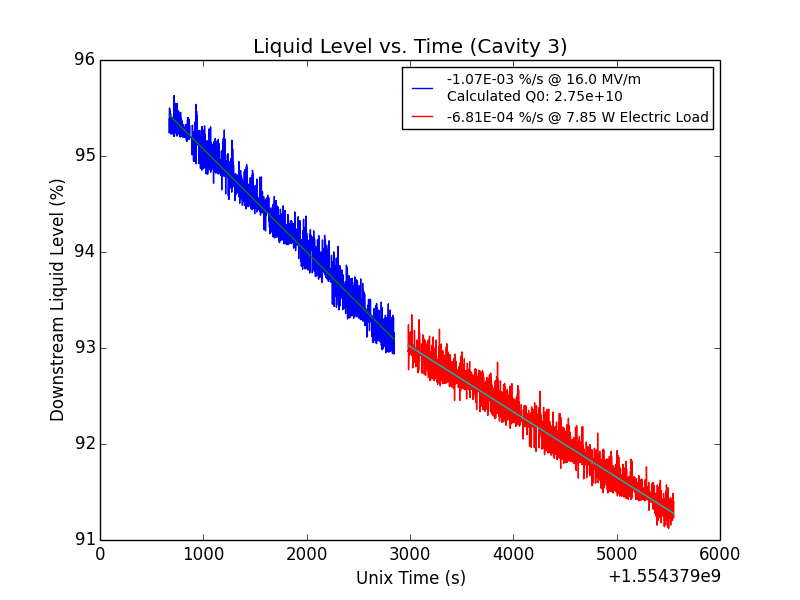 Liquid Level vs. Time (Cavity 3)
-1.07E-03 %/s @ 16.0 MV/m
Calculated Q0: 2.75e+10
-6.81E-04 %/s @ 7.85 W Electric Load
Downstream Liquid Level (%)
96
95
94
93
92
91
0 1000 2000 3000 4000 5000 6000
Unix Time (s)
+1.554379e9